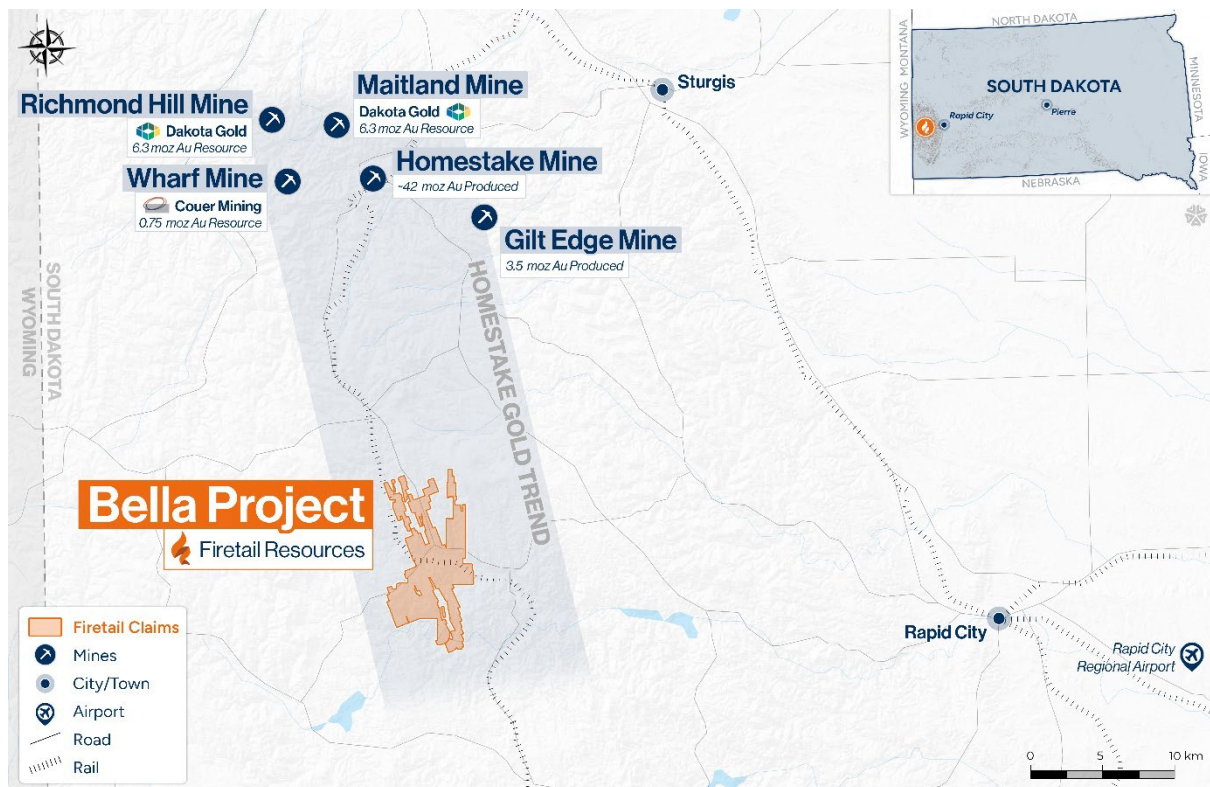 Richmond Hill Mine
Dakota Gold
6.3 moz Au Resource
Maitland Mine
Dakota Gold
6.3 moz Au Resource
Wharf Mine
Couer Mining
0.75 moz Au Resource
Homestake Mine
~42 moz Au Produced
Gilt Edge Mine
3.5 moz Au Produced
Sturgis
NORTH DAKOTA
WYOMING MONTANA
SOUTH DAKOTA
Pierre
Rapid City
MINNESOTA
IOWA
NEBRASKA
SOUTH DAKOTA
WYOMING
HOMESTAKE GOLD TREND
Bella Project
Firetail Resources
Rapid City
Rapid City
Regional Airport
Firetail Claims
Mines
City/Town
Airport
Road
Rail
0 5 10 km